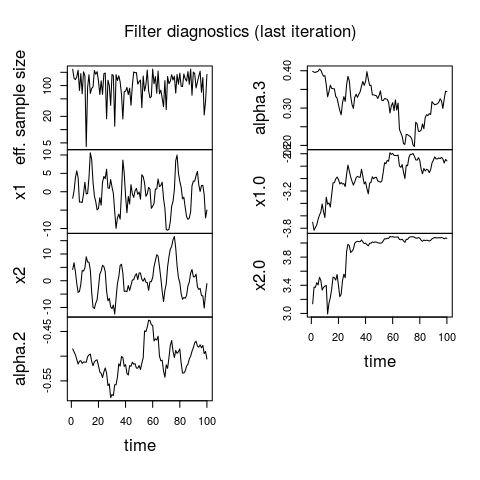 Filter diagnostics (last iteration)
eff. sample size
5 20 100
x1
-10 0 5 10
x2
-10 0 10
alpha.2
-0.55 -0.45
0 20 40 60 80 100
time
alpha.3
0.20 0.30 0.40
x1.0
-3.8 -3.2 -2.6
x2.0
3.0 3.4 3.8
0 20 40 60 80 100
time